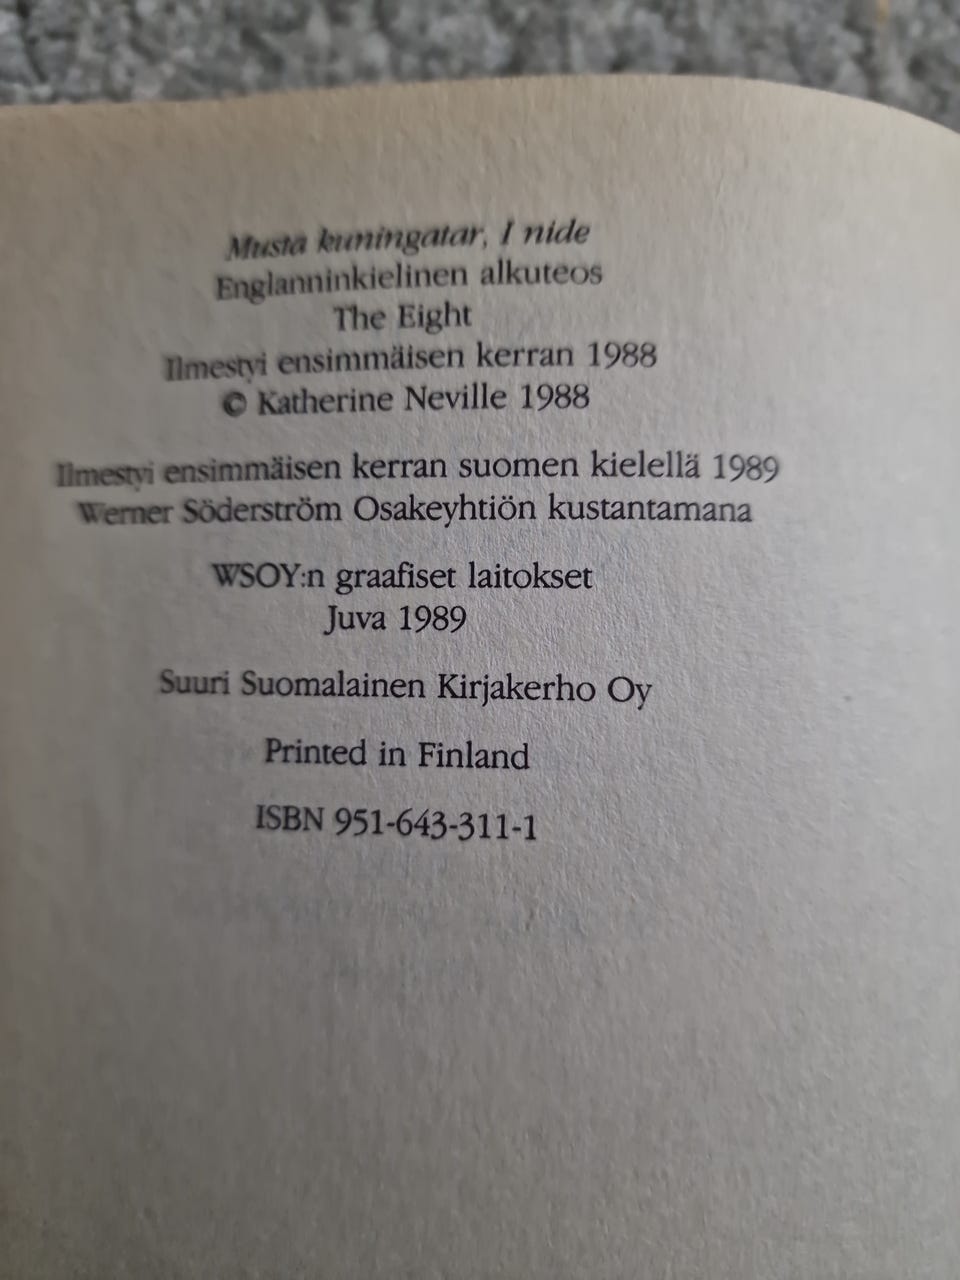 Musta kuningatar, I nide
Englanninkielinen alkuteos
The Eight
Ilmestyi ensimmäisen kerran 1988
© Katherine Neville 1988
Ilmestyi ensimmäisen kerran suomen kielellä 1989
Werner Söderström Osakeyhtiön kustantamana
WSOY:n graafiset laitokset
Juva 1989
Suuri Suomalainen Kirjakerho Oy
Printed in Finland
ISBN 951-643-311-1